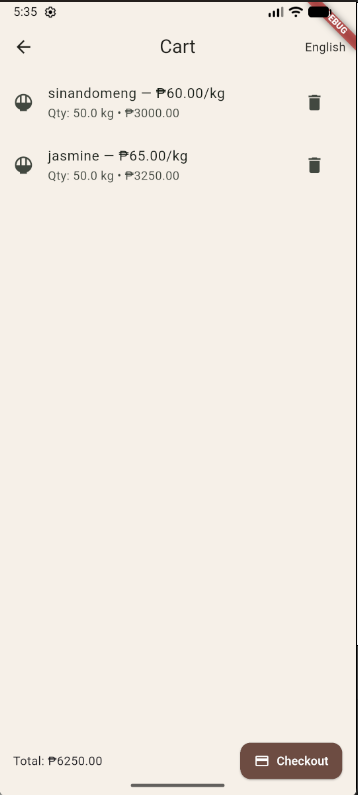 5:35
DEBUG
Cart
English
sinandomeng — ₱60.00/kg
Qty: 50.0 kg • ₱3000.00
jasmine — ₱65.00/kg
Qty: 50.0 kg • ₱3250.00
Total: ₱6250.00
Checkout